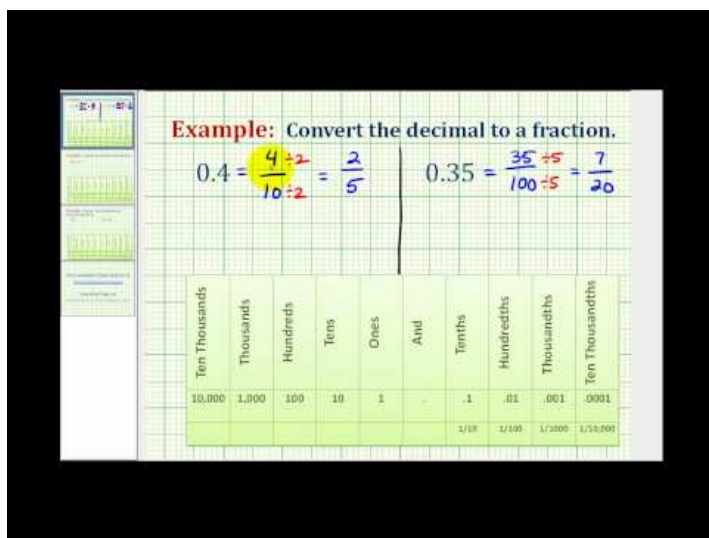 Example: Convert the decimal to a fraction.
0.4 = 4/10 ÷2/÷2 = 2/5
0.35 = 35/100 ÷5/÷5 = 7/20
Ten Thousands Thousands Hundreds Tens Ones And Tenths Hundredths Thousandths Ten Thousandths
10,000 1,000 100 10 1 . .1 .01 .001 .0001
1/10 1/100 1/1000 1/10,000